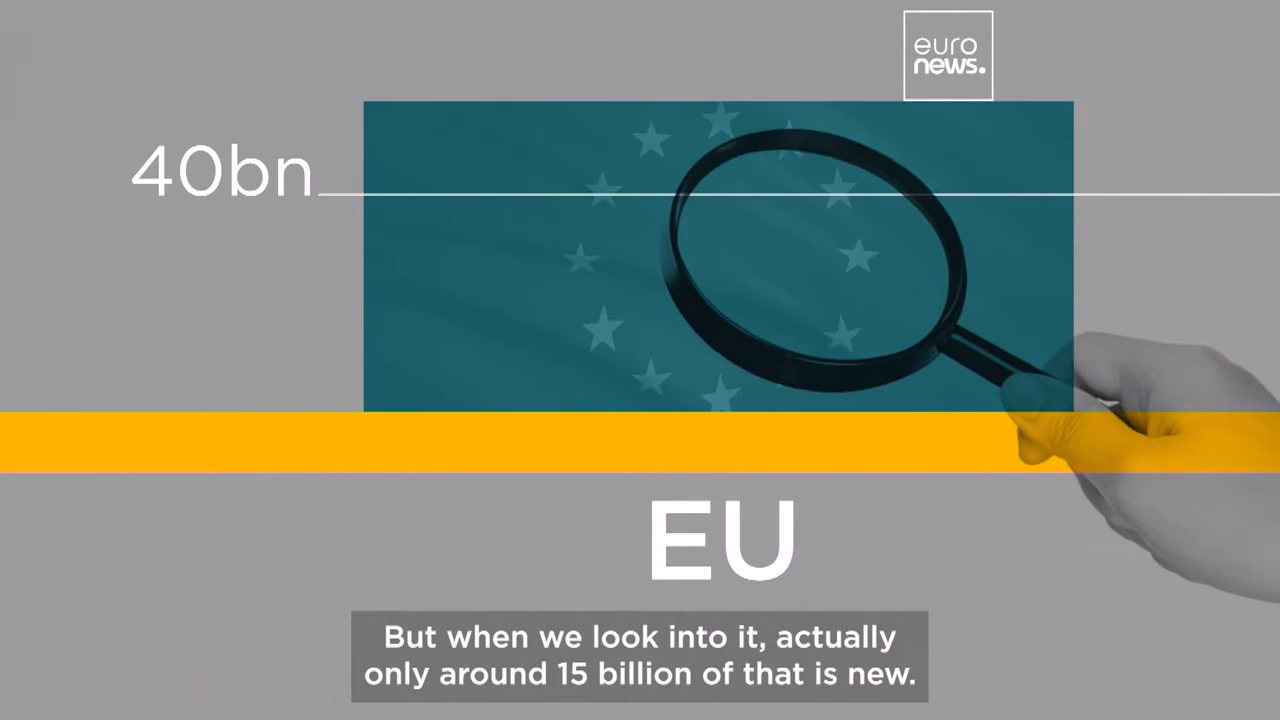 euro
news.
40bn
EU
But when we look into it, actually
only around 15 billion of that is new.